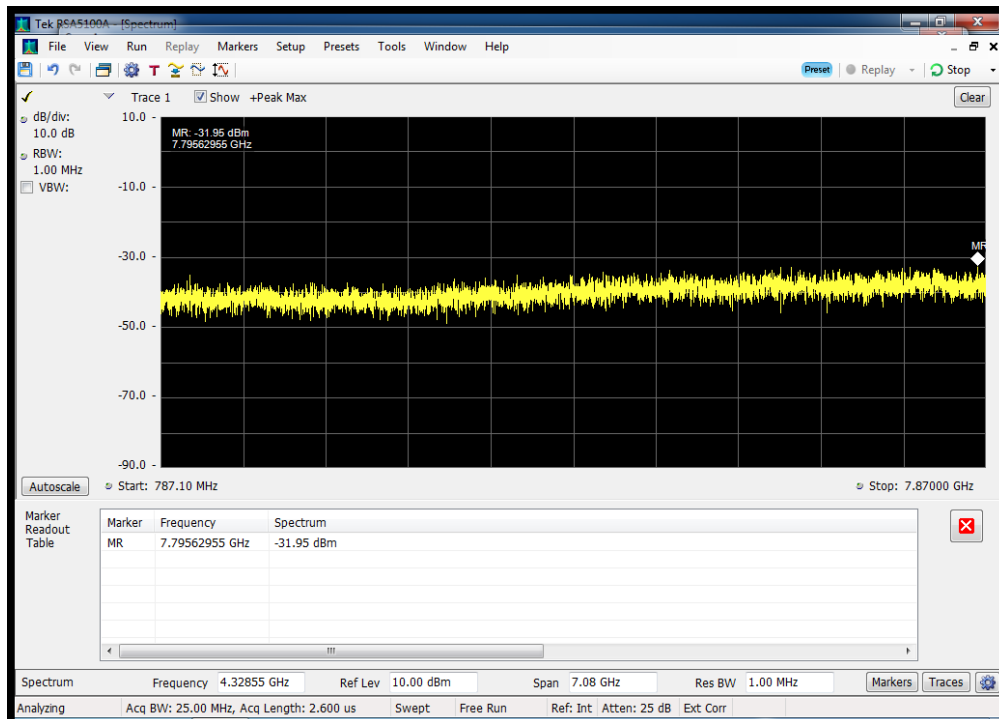 Tek RSA5100A - [Spectrum]
File View Run Replay Markers Setup Presets Tools Window Help
T Preset Replay Stop
Trace 1 Show +Peak Max Clear
dB/div:
10.0 dB
RBW:
1.00 MHz
VBW:
10.0 -
-10.0 -
-30.0 -
-50.0 -
-70.0 -
-90.0 -
MR: -31.95 dBm
7.79562955 GHz
MR
Autoscale Start: 787.10 MHz Stop: 7.87000 GHz
Marker
Readout
Table
Marker Frequency Spectrum
MR 7.79562955 GHz -31.95 dBm
Spectrum Frequency 4.32855 GHz Ref Lev 10.00 dBm Span 7.08 GHz Res BW 1.00 MHz Markers Traces
Analyzing Acq BW: 25.00 MHz, Acq Length: 2.600 us Swept Free Run Ref: Int Atten: 25 dB Ext Corr